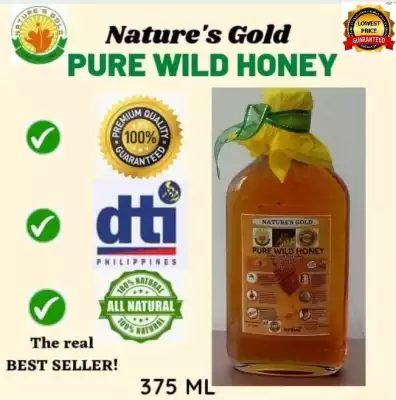 NATURE'S GOLD
Nature's Gold
PURE WILD HONEY
LOWEST
PRICE
GUARANTEED
PREMIUM QUALITY
100%
GUARANTEED
dti
PHILIPPINES
100% NATURAL
ALL NATURAL
100% NATURAL
The real
BEST SELLER!
NATURE'S GOLD
PURE WILD HONEY
375 ML